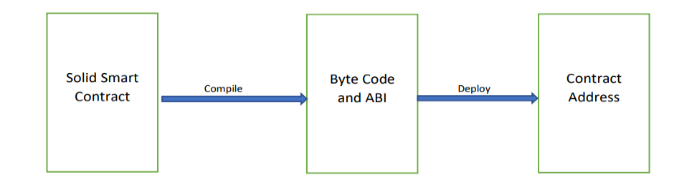 Solid Smart
Contract
Compile
Byte Code
and ABI
Deploy
Contract
Address